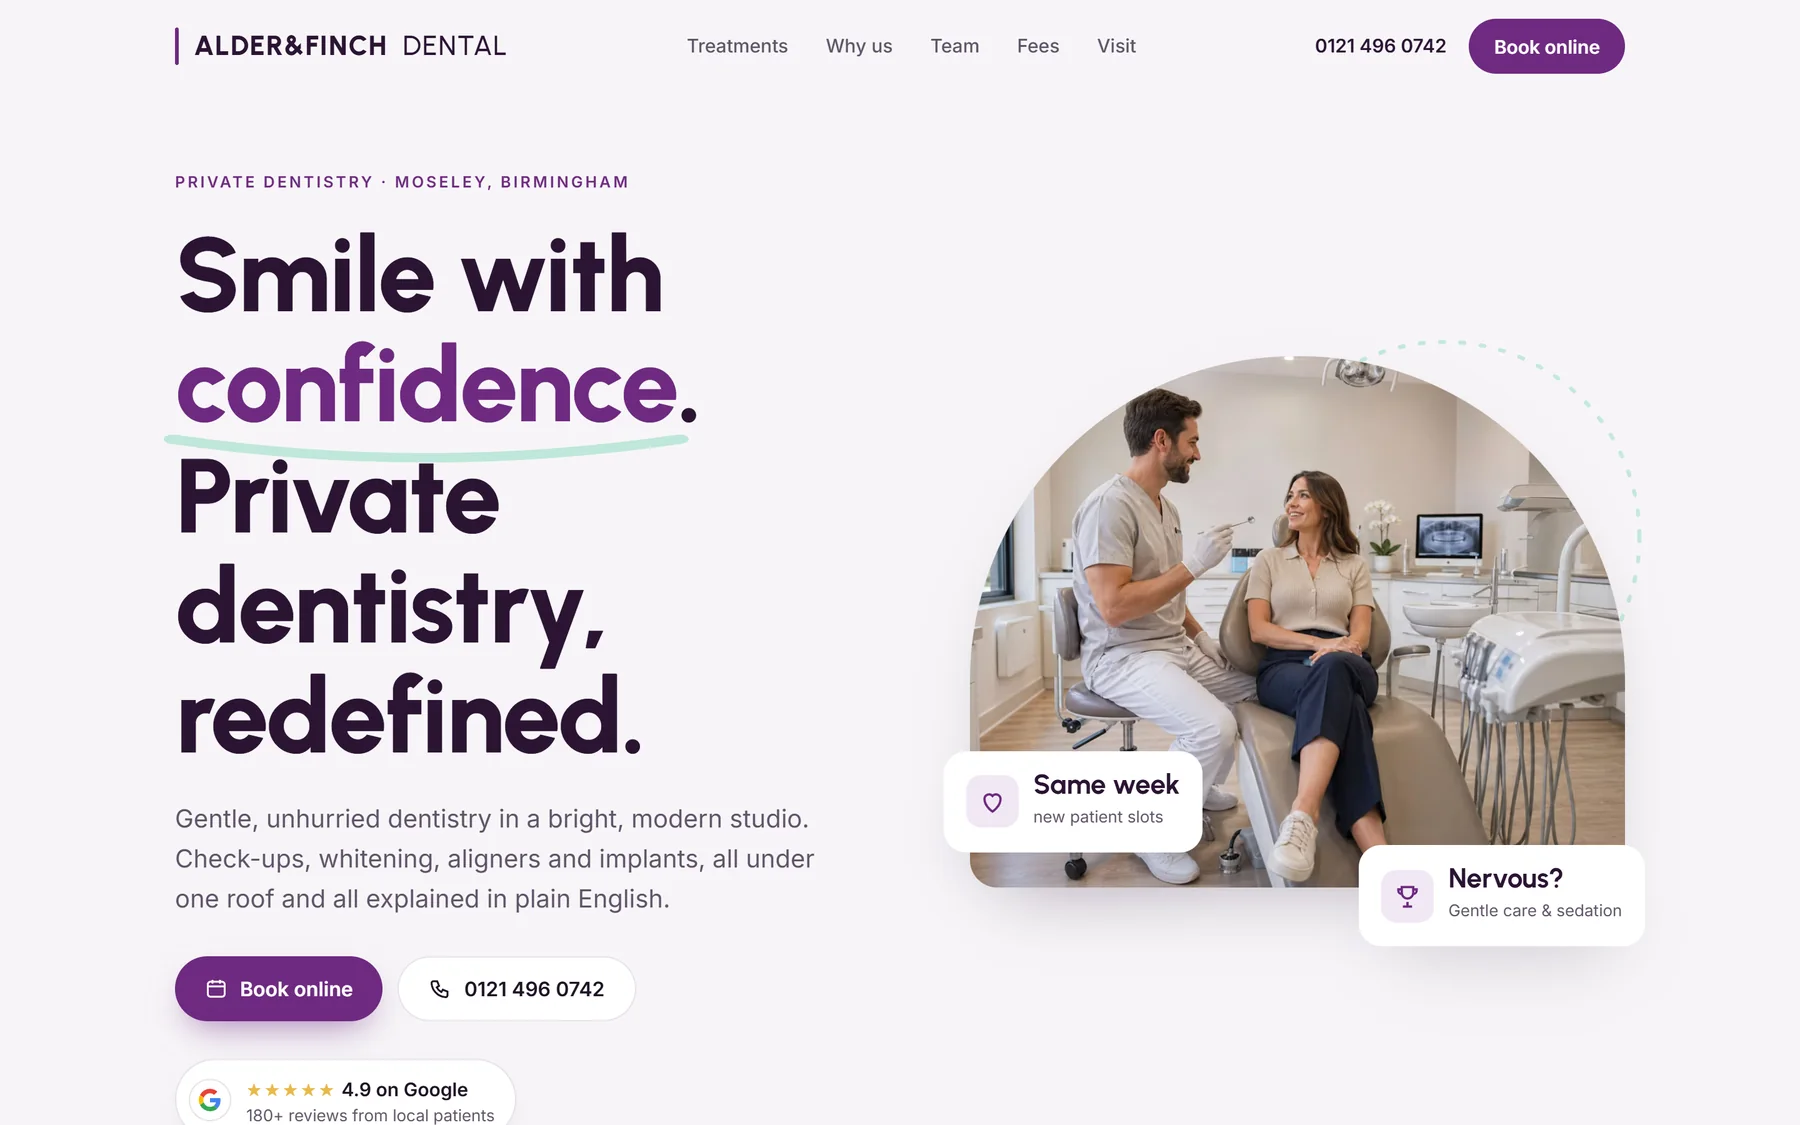 ALDER&FINCH DENTAL
Treatments
Why us
Team
Fees
Visit
0121 496 0742
Book online
PRIVATE DENTISTRY · MOSELEY, BIRMINGHAM
Smile with
confidence.
Private
dentistry,
redefined.
Gentle, unhurried dentistry in a bright, modern studio.
Check-ups, whitening, aligners and implants, all under
one roof and all explained in plain English.
Book online
0121 496 0742
★★★★★ 4.9 on Google
180+ reviews from local patients
Same week
new patient slots
Nervous?
Gentle care & sedation